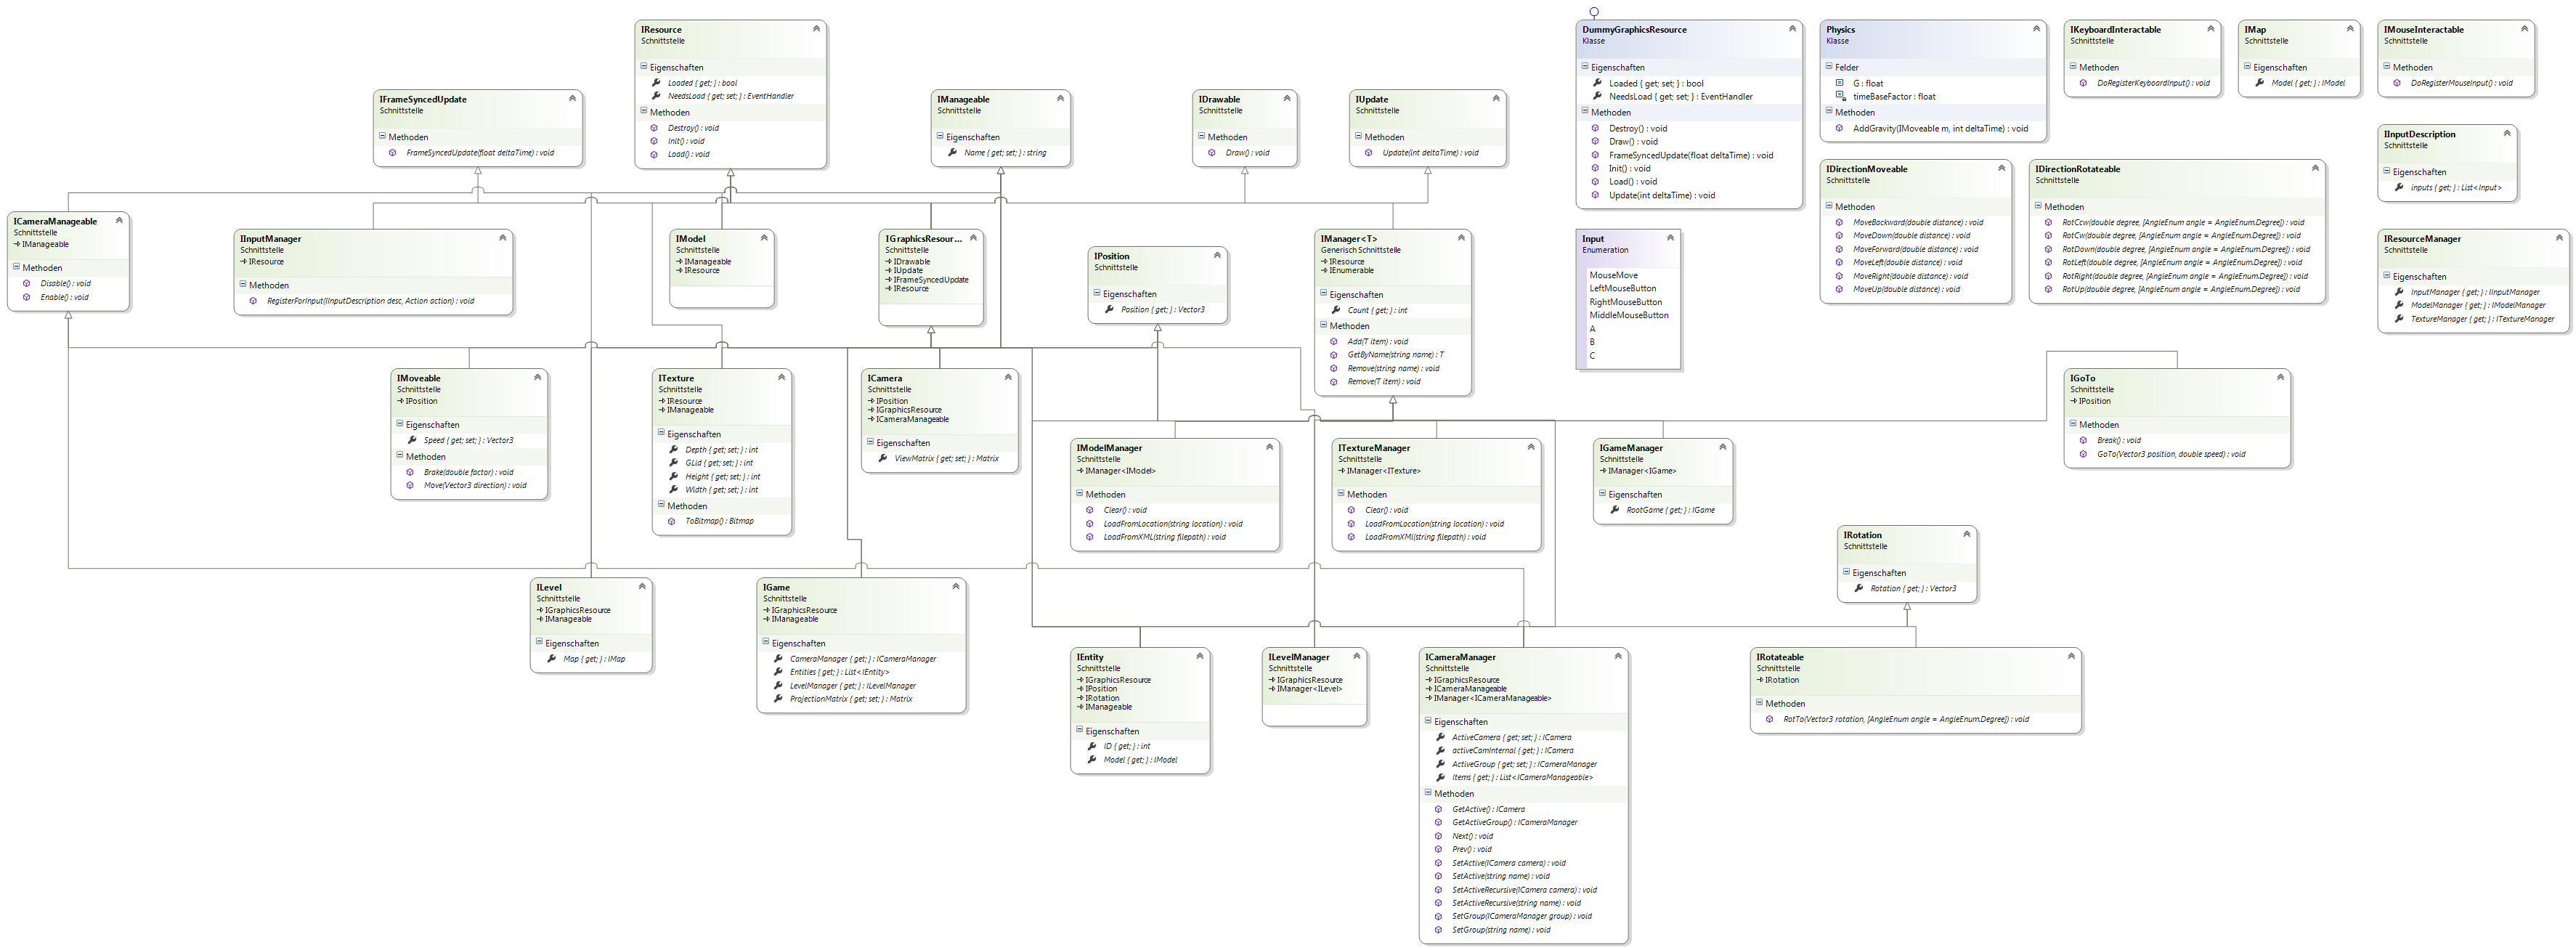 IResource
Schnittstelle
Eigenschaften
Loaded { get; } : bool
NeedsLoad { get; set; } : EventHandler
Methoden
Destroy() : void
Init() : void
Load() : void
IFrameSyncedUpdate
Schnittstelle
Methoden
FrameSyncedUpdate(float deltaTime) : void
IManageable
Schnittstelle
Eigenschaften
Name { get; set; } : string
IDrawable
Schnittstelle
Methoden
Draw() : void
IUpdate
Schnittstelle
Methoden
Update(int deltaTime) : void
DummyGraphicsResource
Klasse
Eigenschaften
Loaded { get; set; } : bool
NeedsLoad { get; set; } : EventHandler
Methoden
Destroy() : void
Draw() : void
FrameSyncedUpdate(float deltaTime) : void
Init() : void
Load() : void
Update(int deltaTime) : void
Physics
Klasse
Felder
G : float
timeBaseFactor : float
Methoden
AddGravity(IMoveable m, int deltaTime) : void
IKeyboardInteractable
Schnittstelle
Methoden
DoRegisterKeyboardInput() : void
IMap
Schnittstelle
Eigenschaften
Model { get; } : IModel
IMouseInteractable
Schnittstelle
Methoden
DoRegisterMouseInput() : void
IInputDescription
Schnittstelle
Eigenschaften
inputs { get; } : List<Input>
IDirectionMoveable
Schnittstelle
Methoden
MoveBackward(double distance) : void
MoveDown(double distance) : void
MoveForward(double distance) : void
MoveLeft(double distance) : void
MoveRight(double distance) : void
MoveUp(double distance) : void
IDirectionRotateable
Schnittstelle
Methoden
RotCcw(double degree, [AngleEnum angle = AngleEnum.Degree]) : void
RotCw(double degree, [AngleEnum angle = AngleEnum.Degree]) : void
RotDown(double degree, [AngleEnum angle = AngleEnum.Degree]) : void
RotLeft(double degree, [AngleEnum angle = AngleEnum.Degree]) : void
RotRight(double degree, [AngleEnum angle = AngleEnum.Degree]) : void
RotUp(double degree, [AngleEnum angle = AngleEnum.Degree]) : void
IResourceManager
Schnittstelle
Eigenschaften
InputManager { get; } : IInputManager
ModelManager { get; } : IModelManager
TextureManager { get; } : ITextureManager
ICameraManageable
Schnittstelle
IManageable
Methoden
Disable() : void
Enable() : void
IInputManager
Schnittstelle
IResource
Methoden
RegisterForInput(IInputDescription desc, Action action) : void
IModel
Schnittstelle
IManageable
IResource
IGraphicsResour...
Schnittstelle
IDrawable
IUpdate
IFrameSyncedUpdate
IResource
IPosition
Schnittstelle
Eigenschaften
Position { get; } : Vector3
IManager<T>
Generisch Schnittstelle
IResource
IEnumerable
Eigenschaften
Count { get; } : int
Methoden
Add(T item) : void
GetByName(string name) : T
Remove(string name) : void
Remove(T item) : void
Input
Enumeration
MouseMove
LeftMouseButton
RightMouseButton
MiddleMouseButton
A
B
C
IMoveable
Schnittstelle
IPosition
Eigenschaften
Speed { get; set; } : Vector3
Methoden
Brake(double factor) : void
Move(Vector3 direction) : void
ITexture
Schnittstelle
IResource
IManageable
Eigenschaften
Depth { get; set; } : int
GLid { get; set; } : int
Height { get; set; } : int
Width { get; set; } : int
Methoden
ToBitmap() : Bitmap
ICamera
Schnittstelle
IPosition
IGraphicsResource
ICameraManageable
Eigenschaften
ViewMatrix { get; set; } : Matrix
IGoTo
Schnittstelle
IPosition
Methoden
Break() : void
GoTo(Vector3 position, double speed) : void
IModelManager
Schnittstelle
IManager<IModel>
Methoden
Clear() : void
LoadFromLocation(string location) : void
LoadFromXML(string filepath) : void
ITextureManager
Schnittstelle
IManager<ITexture>
Methoden
Clear() : void
LoadFromLocation(string location) : void
LoadFromXMl(string filepath) : void
IGameManager
Schnittstelle
IManager<IGame>
Eigenschaften
RootGame { get; } : IGame
IRotation
Schnittstelle
Eigenschaften
Rotation { get; } : Vector3
ILevel
Schnittstelle
IGraphicsResource
IManageable
Eigenschaften
Map { get; } : IMap
IGame
Schnittstelle
IGraphicsResource
IManageable
Eigenschaften
CameraManager { get; } : ICameraManager
Entities { get; } : List<IEntity>
LevelManager { get; } : ILevelManager
ProjectionMatrix { get; set; } : Matrix
IEntity
Schnittstelle
IGraphicsResource
IPosition
IRotation
IManageable
Eigenschaften
ID { get; } : int
Model { get; } : IModel
ILevelManager
Schnittstelle
IGraphicsResource
IManager<ILevel>
ICameraManager
Schnittstelle
IGraphicsResource
ICameraManageable
IManager<ICameraManageable>
Eigenschaften
ActiveCamera { get; set; } : ICamera
activeCamInternal { get; } : ICamera
ActiveGroup { get; set; } : ICameraManager
Items { get; } : List<ICameraManageable>
Methoden
GetActive() : ICamera
GetActiveGroup() : ICameraManager
Next() : void
Prev() : void
SetActive(ICamera camera) : void
SetActive(string name) : void
SetActiveRecursive(ICamera camera) : void
SetActiveRecursive(string name) : void
SetGroup(ICameraManager group) : void
SetGroup(string name) : void
IRotateable
Schnittstelle
IRotation
Methoden
RotTo(Vector3 rotation, [AngleEnum angle = AngleEnum.Degree]) : void